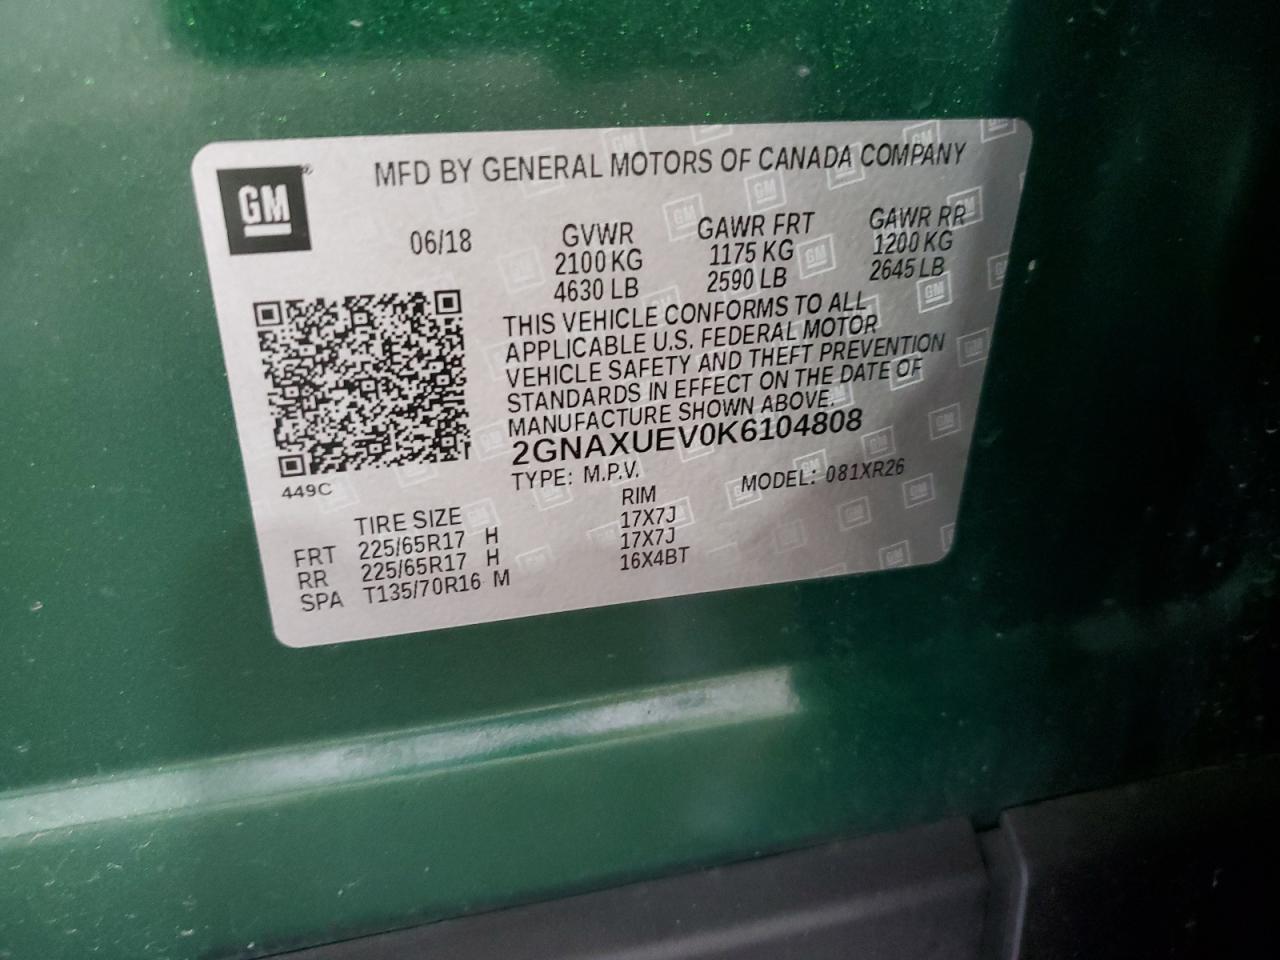 GM
MFD BY GENERAL MOTORS OF CANADA COMPANY
06/18
GVWR GAWR FRT GAWR RR
2100 KG 1175 KG 1200 KG
4630 LB 2590 LB 2645 LB
THIS VEHICLE CONFORMS TO ALL
APPLICABLE U.S. FEDERAL MOTOR
VEHICLE SAFETY AND THEFT PREVENTION
STANDARDS IN EFFECT ON THE DATE OF
MANUFACTURE SHOWN ABOVE.
2GNAXUEV0K6104808
449C
TYPE: M.P.V. MODEL: 081XR26
TIRE SIZE RIM
FRT 225/65R17 H 17X7J
RR 225/65R17 H 17X7J
SPA T135/70R16 M 16X4BT